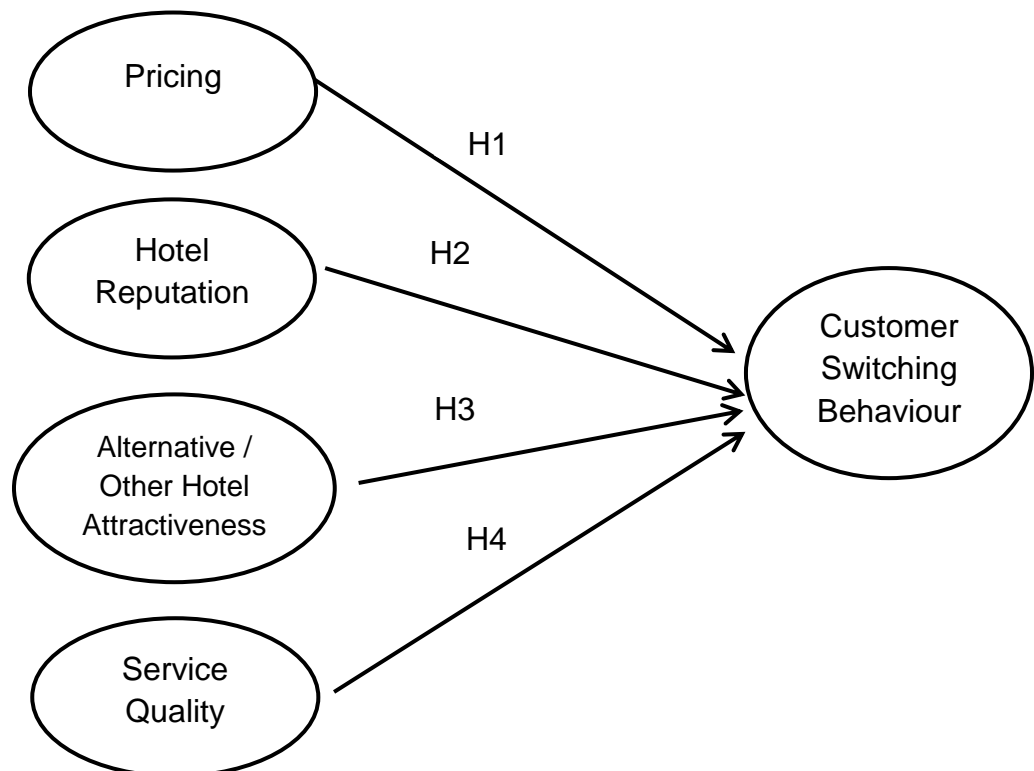 Pricing
H1
Hotel
Reputation
H2
Customer
Switching
Behaviour
Alternative /
Other Hotel
Attractiveness
H3
H4
Service
Quality